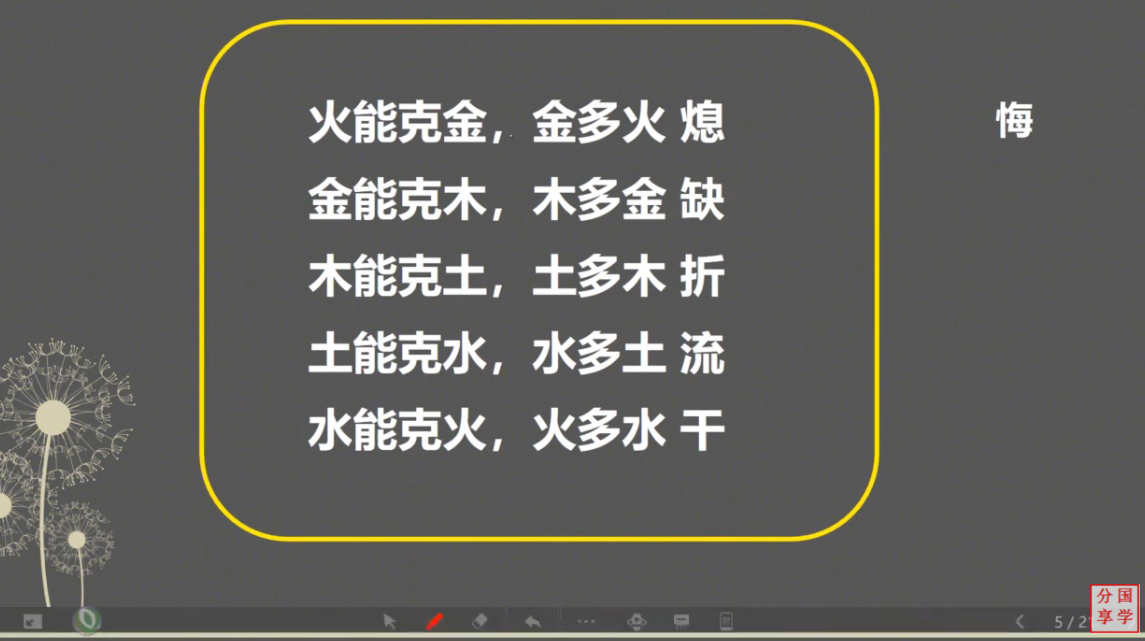 火能克金，金多火 熄
悔
金能克木，木多金 缺
木能克土，土多木 折
土能克水，水多土 流
水能克火，火多水 干
5 / 2
分国
享学